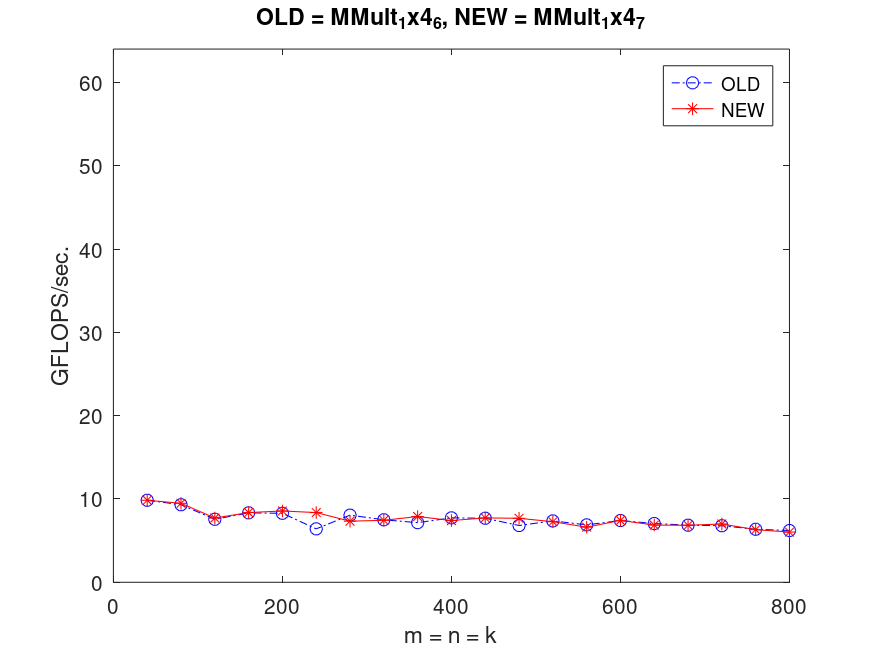 OLD = MMult₁x4₆, NEW = MMult₁x4₇
OLD
NEW
60
50
40
30
20
10
0
GFLOPS/sec.
0 200 400 600 800
m = n = k